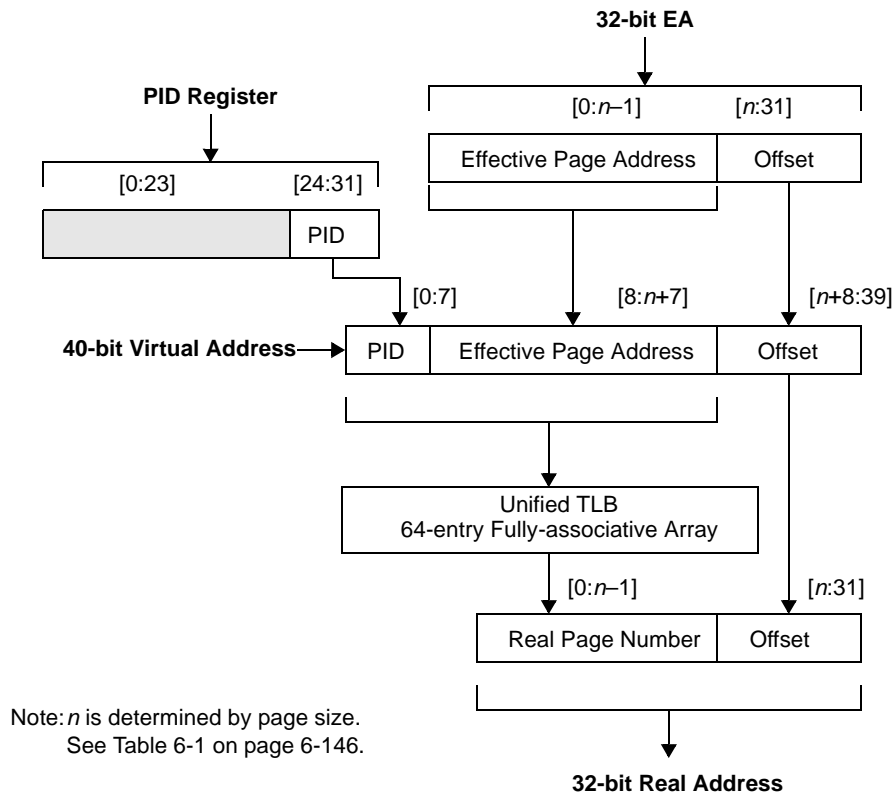 32-bit EA
PID Register
[0:n–1] [n:31]
Effective Page Address Offset
[0:23] [24:31]
PID
[0:7] [8:n+7] [n+8:39]
40-bit Virtual Address PID Effective Page Address Offset
Unified TLB
64-entry Fully-associative Array
[0:n–1] [n:31]
Real Page Number Offset
Note: n is determined by page size.
See Table 6-1 on page 6-146.
32-bit Real Address